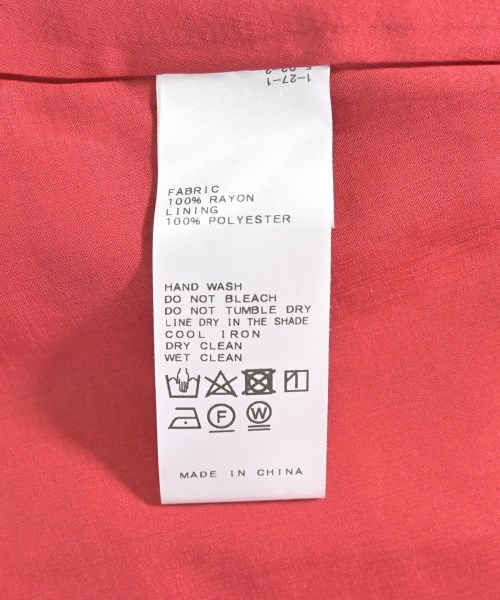 1-27-1
FABRIC
100% RAYON
LINING
100% POLYESTER
HAND WASH
DO NOT BLEACH
DO NOT TUMBLE DRY
LINE DRY IN THE SHADE
COOL IRON
DRY CLEAN
WET CLEAN
F W
MADE IN CHINA